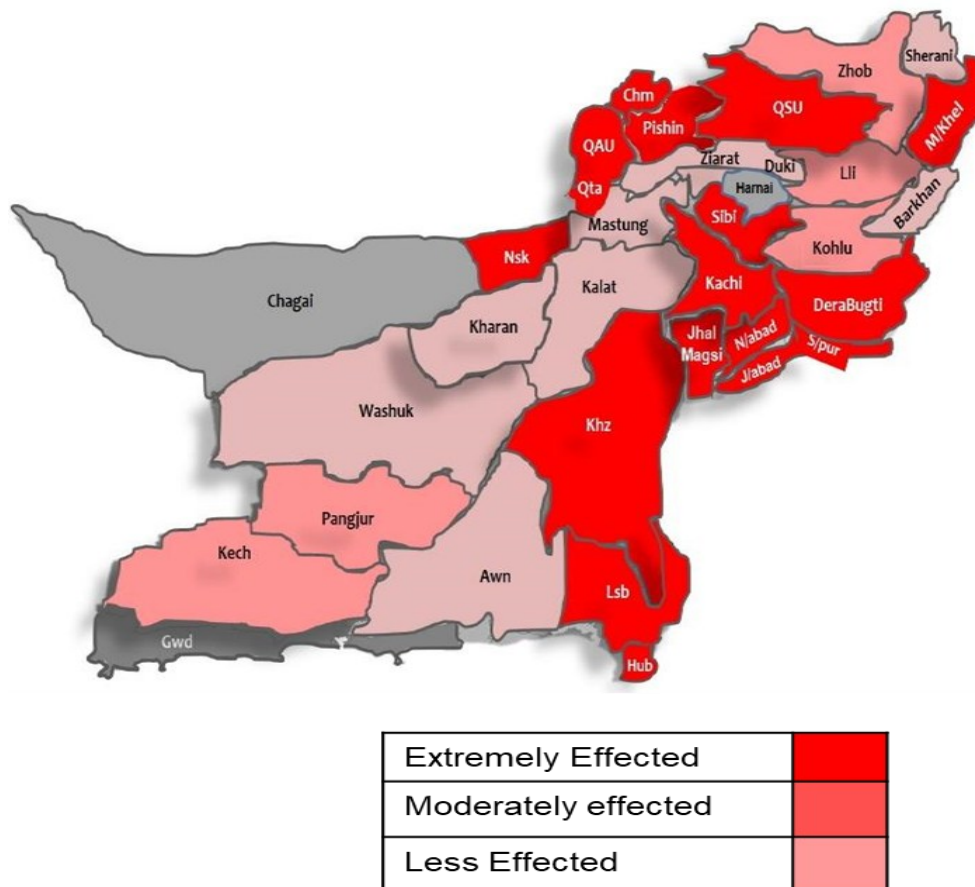 Sherani
Zhob
Chm
QSU
M/Khel
Pishin
QAU
Ziarat
Duki
Lli
Qta
Harnai
Barkhan
Sibi
Mastung
Kohlu
Nsk
Kachi
Kalat
Chagai
DeraBugti
Kharan
Jhal
Magsi
N/abad
S/pur
J/abad
Washuk
Khz
Pangjur
Kech
Awn
Lsb
Gwd
Hub
Extremely Effected
Moderately effected
Less Effected